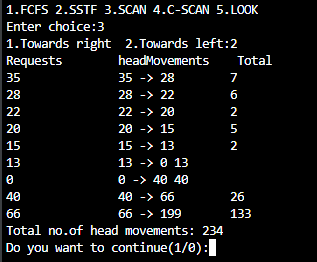 1.FCFS 2.SSTF 3.SCAN 4.C-SCAN 5.LOOK
Enter choice:3
1.Towards right  2.Towards left:2
Requests        headMovements    Total
35              35 -> 28        7
28              28 -> 22        6
22              22 -> 20        2
20              20 -> 15        5
15              15 -> 13        2
13              13 -> 0 13
0               0 -> 40 40
40              40 -> 66        26
66              66 -> 199       133
Total no.of head movements: 234
Do you want to continue(1/0):